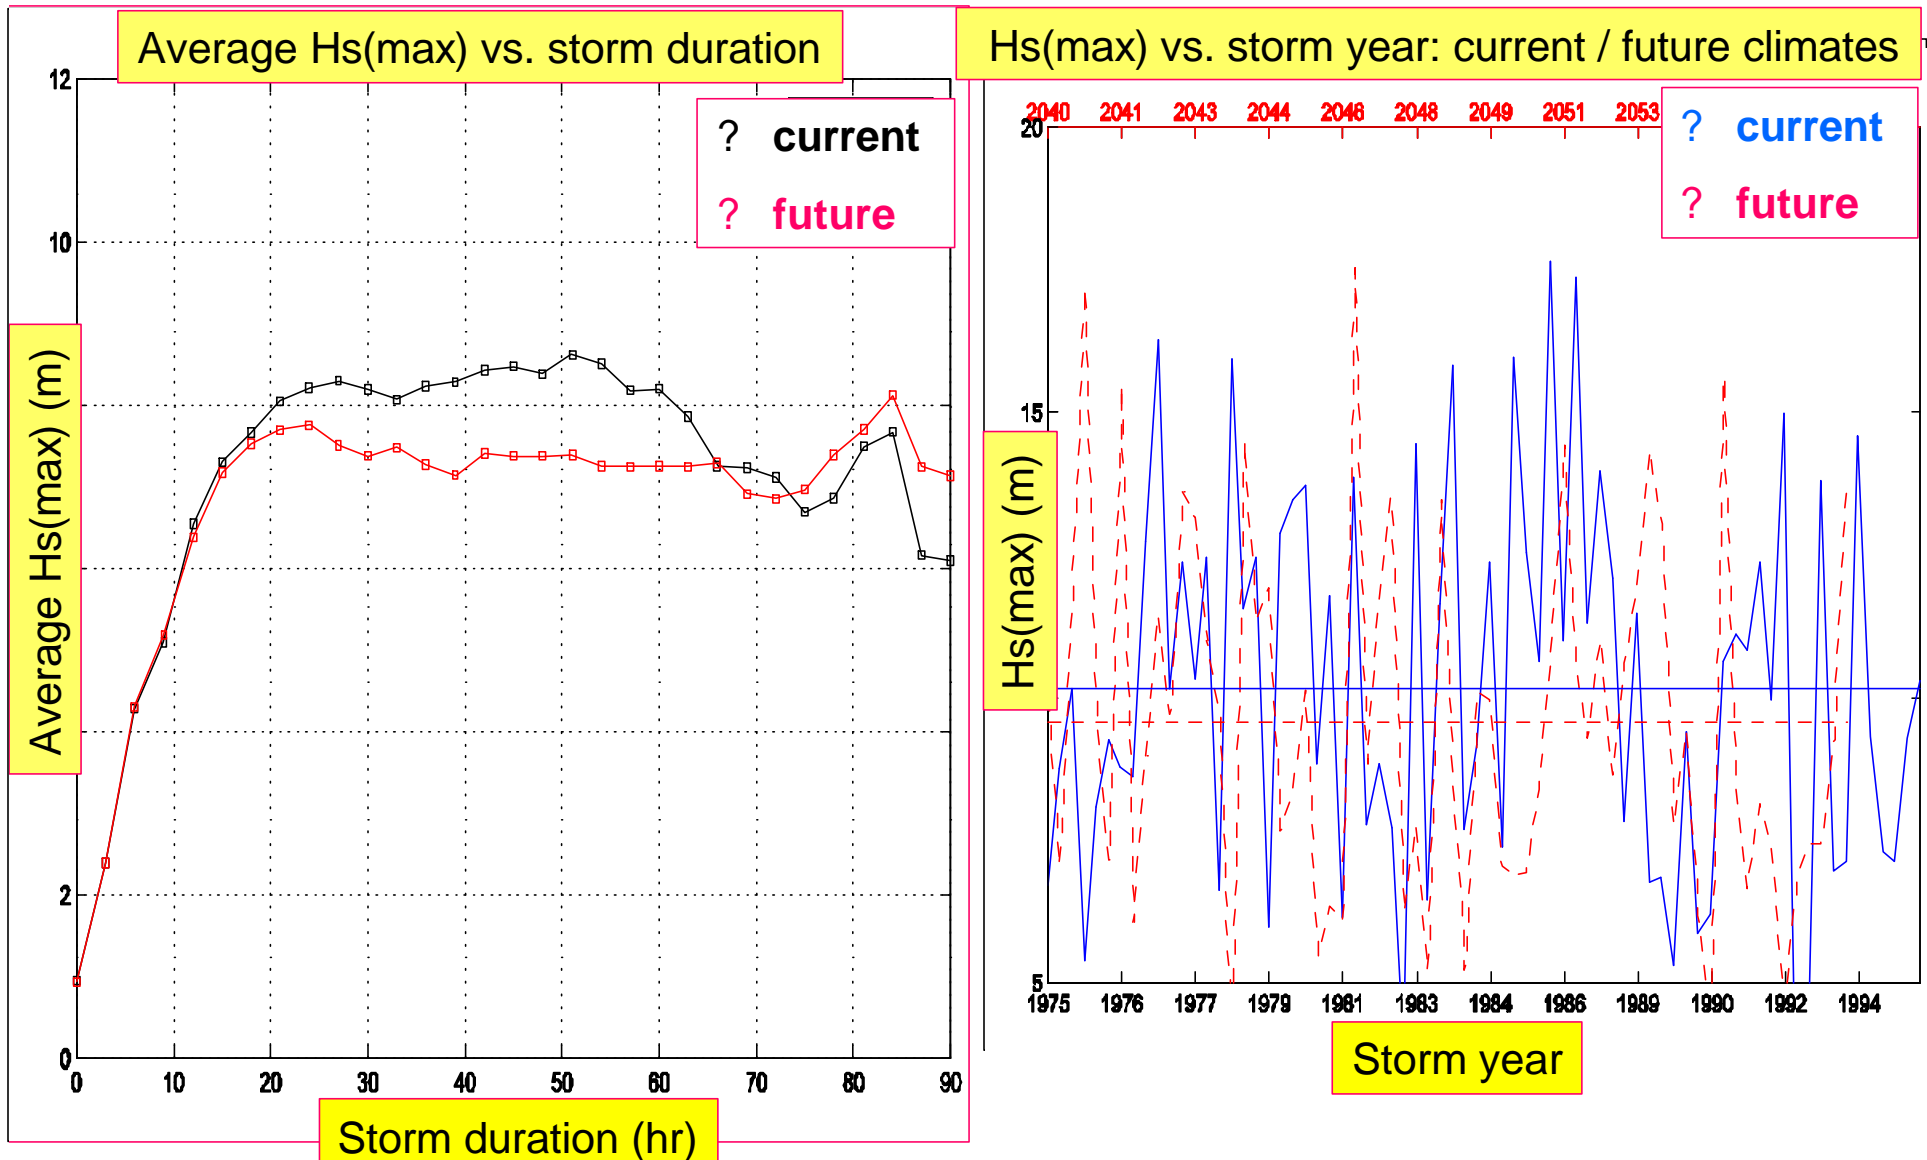 Average Hs(max) vs. storm duration
12
10
2
0
0 10 20 30 40 50 60 70 80 90
? current
? future
Average Hs(max) (m)
Storm duration (hr)
Hs(max) vs. storm year: current / future climates
2040 2041 2043 2044 2046 2048 2049 2051 2053
? current
? future
20
15
5
Hs(max) (m)
1975 1976 1977 1979 1981 1983 1984 1986 1989 1990 1992 1994
Storm year